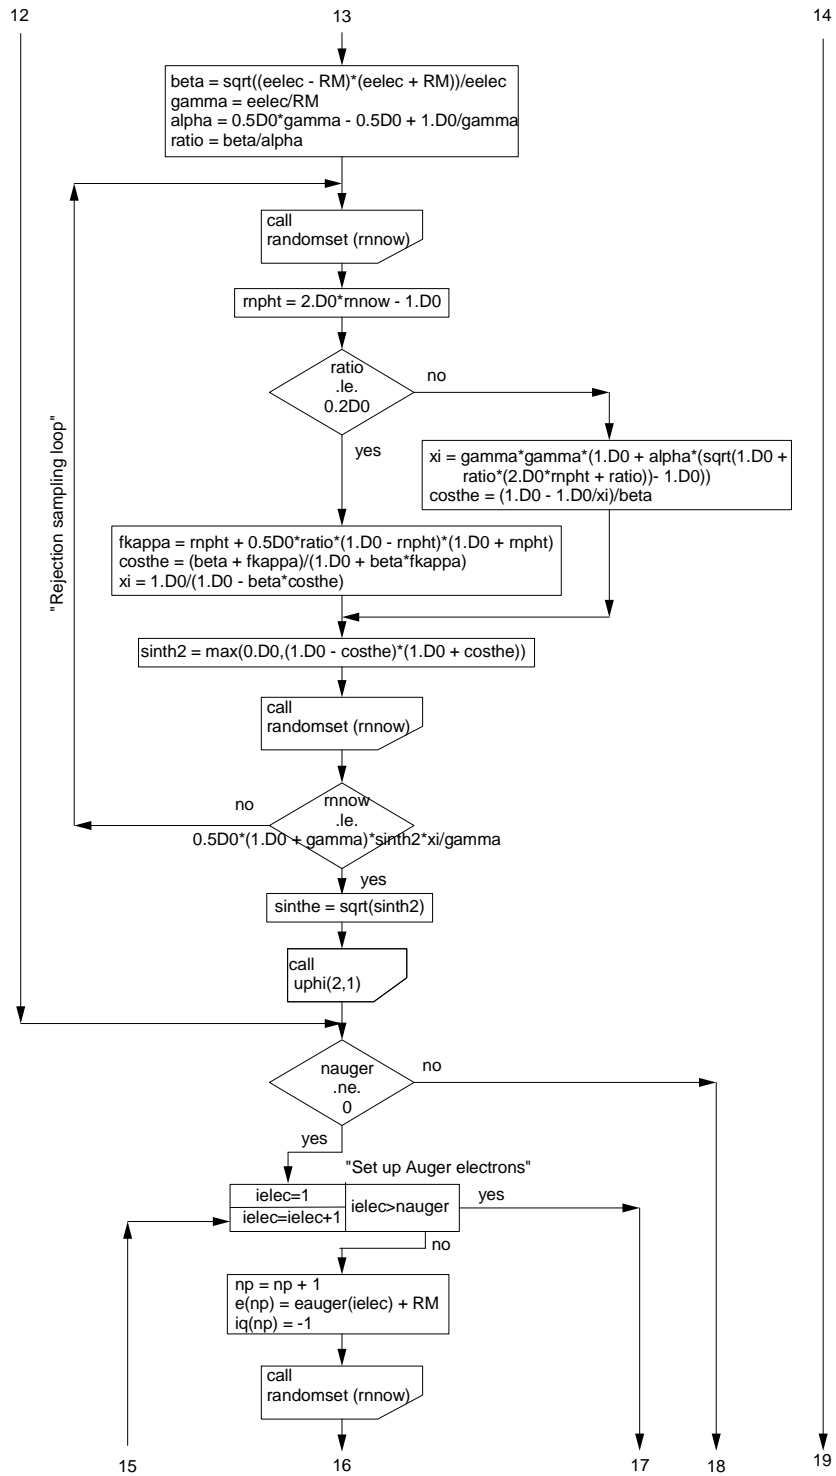 12
13
14
beta = sqrt((eelec - RM)*(eelec + RM))/eelec
gamma = eelec/RM
alpha = 0.5D0*gamma - 0.5D0 + 1.D0/gamma
ratio = beta/alpha
call
randomset (rnnow)
rnpht = 2.D0*rnnow - 1.D0
ratio
.le.
0.2D0
no
yes
"Rejection sampling loop"
xi = gamma*gamma*(1.D0 + alpha*(sqrt(1.D0 +
ratio*(2.D0*rnpht + ratio))- 1.D0))
costhe = (1.D0 - 1.D0/xi)/beta
fkappa = rnpht + 0.5D0*ratio*(1.D0 - rnpht)*(1.D0 + rnpht)
costhe = (beta + fkappa)/(1.D0 + beta*fkappa)
xi = 1.D0/(1.D0 - beta*costhe)
sinth2 = max(0.D0,(1.D0 - costhe)*(1.D0 + costhe))
call
randomset (rnnow)
no
rnnow
.le.
0.5D0*(1.D0 + gamma)*sinth2*xi/gamma
yes
sinthe = sqrt(sinth2)
call
uphi(2,1)
nauger
.ne.
0
no
yes
"Set up Auger electrons"
ielec=1
ielec=ielec+1
ielec>nauger
yes
no
np = np + 1
e(np) = eauger(ielec) + RM
iq(np) = -1
call
randomset (rnnow)
15
16
17
18
19